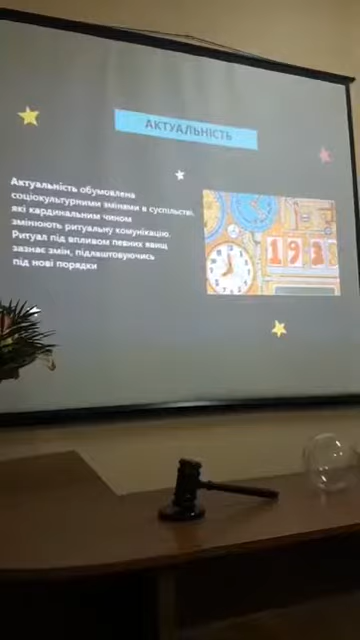 АКТУАЛЬНІСТЬ
Актуальність обумовлена
соціокультурними змінами в суспільстві,
які кардинальним чином
змінюють ритуальну комунікацію.
Ритуал під впливом певних явищ
зазнає змін, підлаштовуючись
під нові порядки